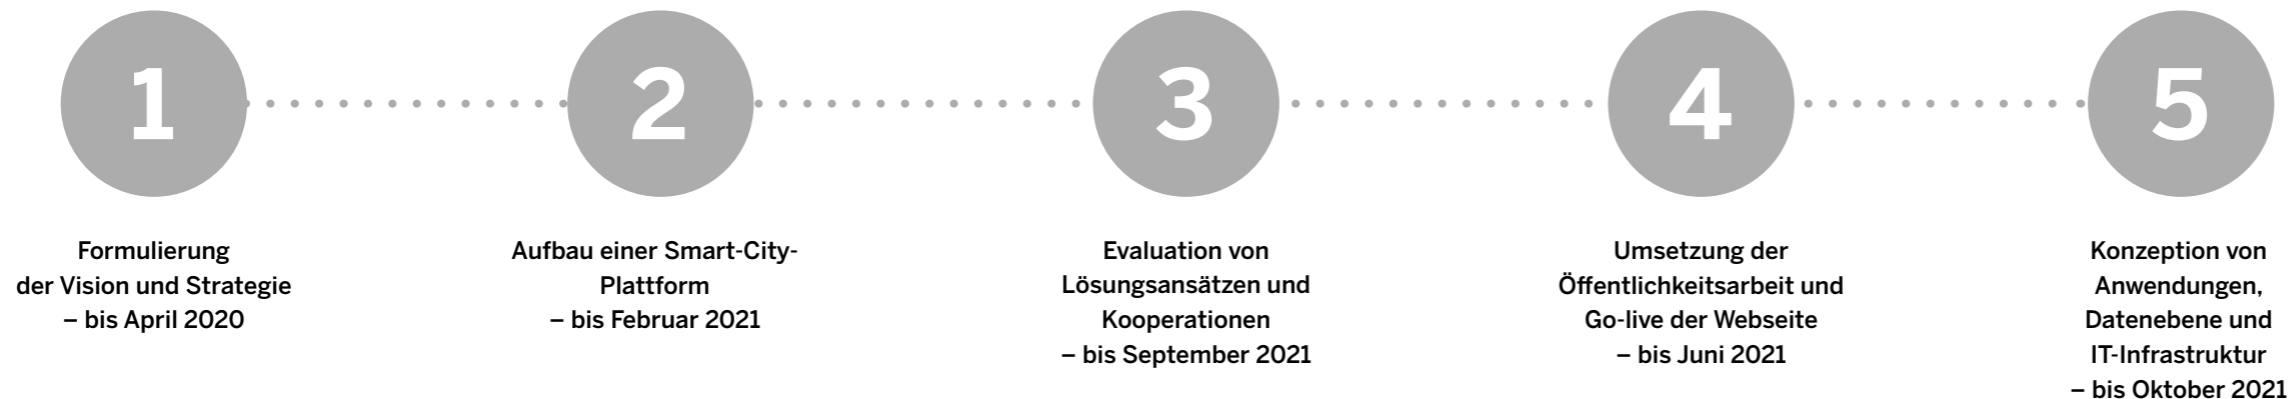 1
Formulierung
der Vision und Strategie
– bis April 2020
2
Aufbau einer Smart-City-
Plattform
– bis Februar 2021
3
Evaluation von
Lösungsansätzen und
Kooperationen
– bis September 2021
4
Umsetzung der
Öffentlichkeitsarbeit und
Go-live der Webseite
– bis Juni 2021
5
Konzeption von
Anwendungen,
Datenebene und
IT-Infrastruktur
– bis Oktober 2021